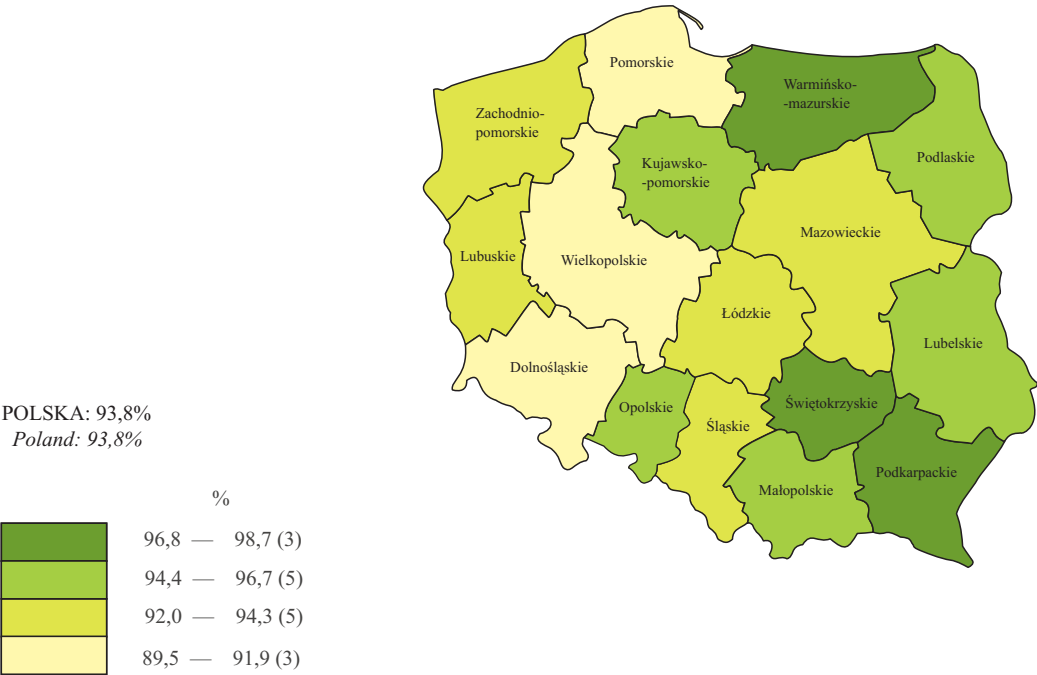 Pomorskie
Warmińsko-
-mazurskie
Zachodnio-
pomorskie
Kujawsko-
-pomorskie
Podlaskie
Mazowieckie
Lubuskie
Wielkopolskie
Łódzkie
Lubelskie
Dolnośląskie
Opolskie
Śląskie
Świętokrzyskie
Małopolskie
Podkarpackie
POLSKA: 93,8%
Poland: 93,8%
%
96,8 — 98,7 (3)
94,4 — 96,7 (5)
92,0 — 94,3 (5)
89,5 — 91,9 (3)